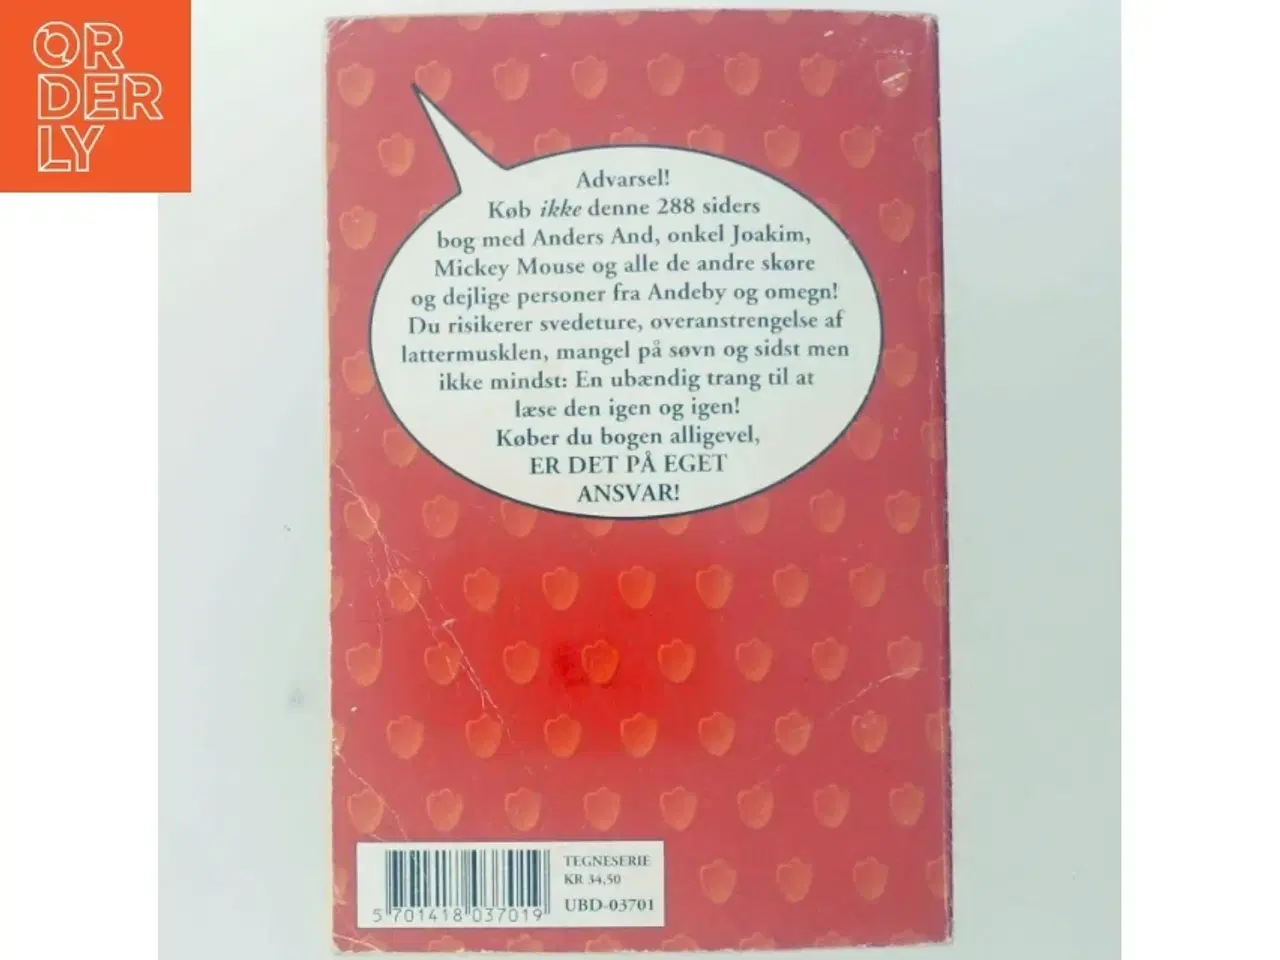 ORDERLY
Advarsel!
Køb ikke denne 288 siders
bog med Anders And, onkel Joakim,
Mickey Mouse og alle de andre skøre
og dejlige personer fra Andeby og omegn!
Du risikerer svedeture, overanstrengelse af
lattermusklen, mangel på søvn og sidst men
ikke mindst: En ubændig trang til at
læse den igen og igen!
Køber du bogen alligevel,
ER DET PÅ EGET
ANSVAR!
TEGNESERIE
KR 34,50
UBD-03701
5 701418 037019